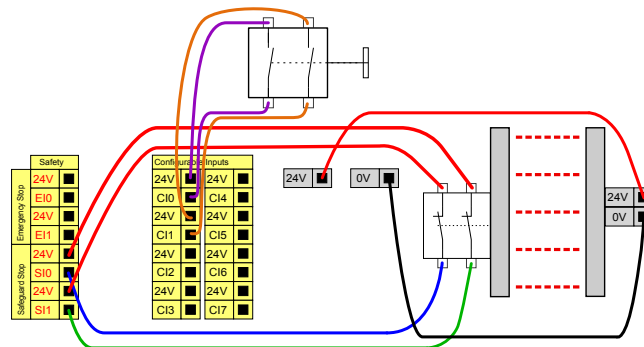 Safety
Emergency Stop
24V
EI0
24V
EI1
Safeguard Stop
24V
SI0
24V
SI1
Configurable Inputs
24V
24V
CI0
CI4
24V
24V
CI1
CI5
24V
24V
CI2
CI6
24V
24V
CI3
CI7
24V
0V
24V
0V